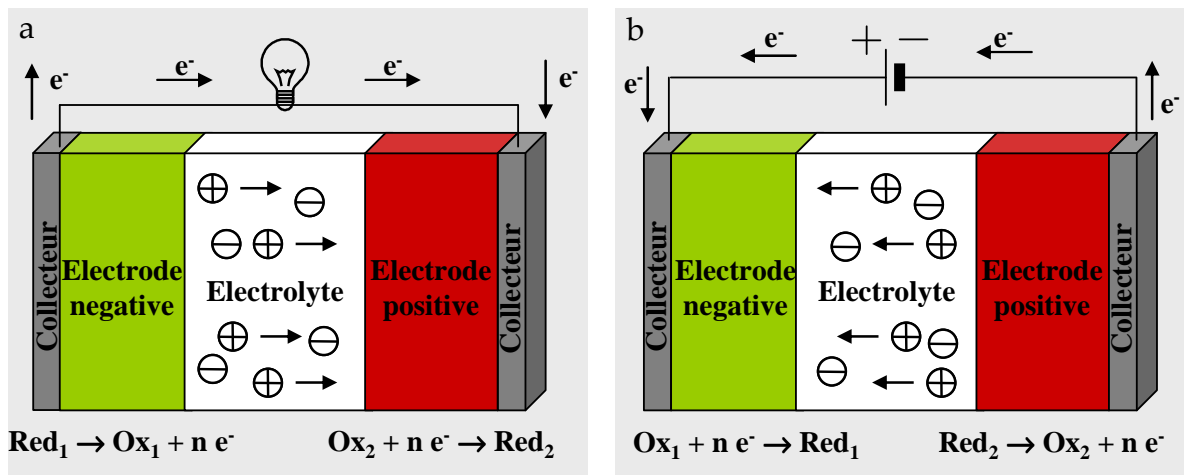 a
e⁻
e⁻
e⁻
e⁻
Collecteur
Electrode
negative
Electrolyte
Electrode
positive
Collecteur
Red₁ → Ox₁ + n e⁻
Ox₂ + n e⁻ → Red₂
b
e⁻
+ −
e⁻
e⁻
e⁻
Collecteur
Electrode
negative
Electrolyte
Electrode
positive
Collecteur
Ox₁ + n e⁻ → Red₁
Red₂ → Ox₂ + n e⁻